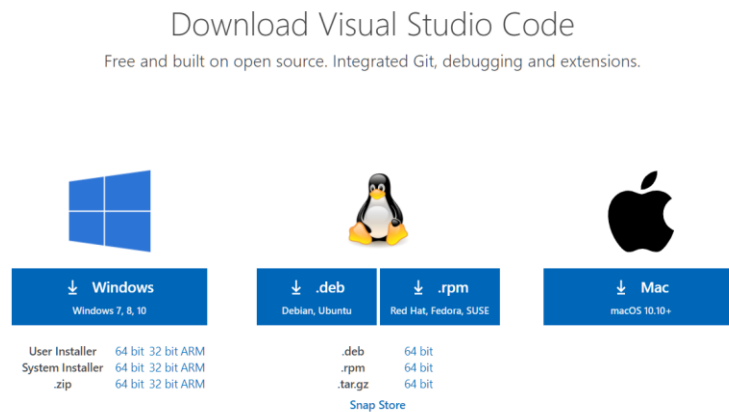 Download Visual Studio Code
Free and built on open source. Integrated Git, debugging and extensions.
Windows
Windows 7, 8, 10
User Installer 64 bit 32 bit ARM
System Installer 64 bit 32 bit ARM
.zip 64 bit 32 bit ARM
.deb
Debian, Ubuntu
.rpm
Red Hat, Fedora, SUSE
.deb 64 bit
.rpm 64 bit
.tar.gz 64 bit
Snap Store
Mac
macOS 10.10+